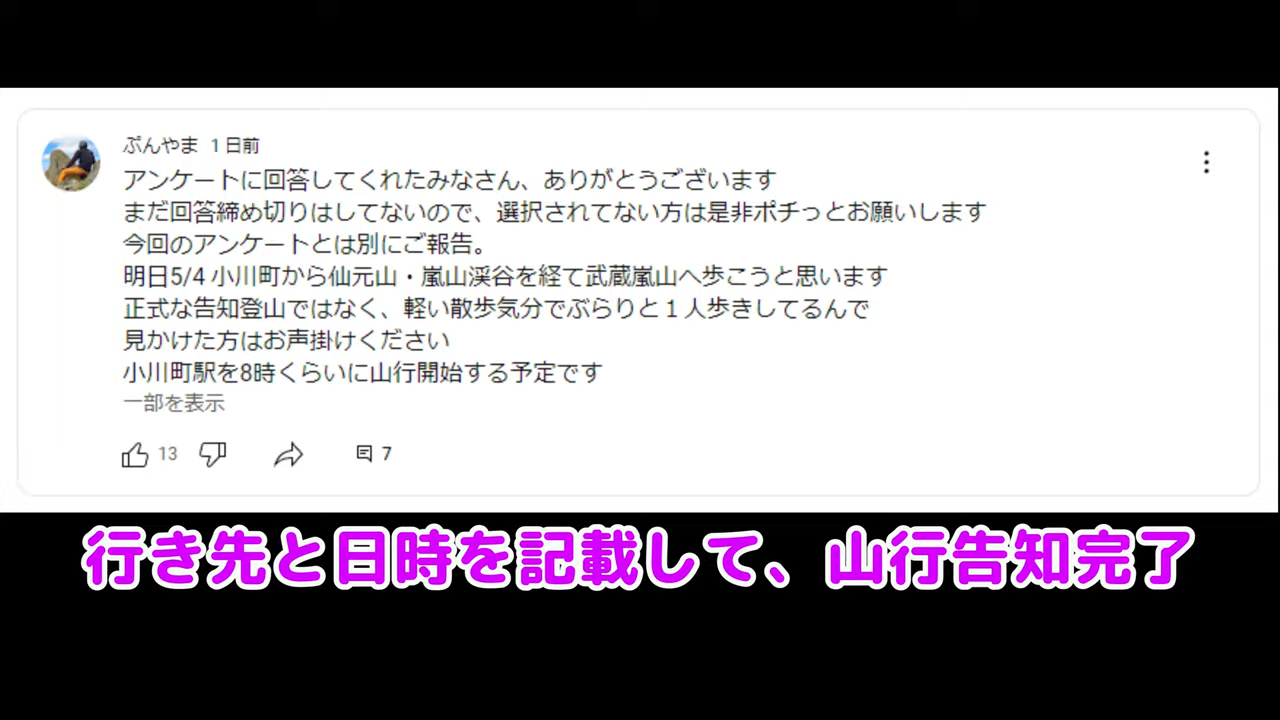 ぷんやま 1日前
アンケートに回答してくれたみなさん、ありがとうございます
まだ回答締め切りはしてないので、選択されてない方は是非ポチっとお願いします
今回のアンケートとは別にご報告。
明日5/4 小川町から仙元山・嵐山渓谷を経て武蔵嵐山へ歩こうと思います
正式な告知登山ではなく、軽い散歩気分でぶらりと１人歩きしてるんで
見かけた方はお声掛けください
小川町駅を8時くらいに山行開始する予定です
一部を表示
13 7
行き先と日時を記載して、山行告知完了